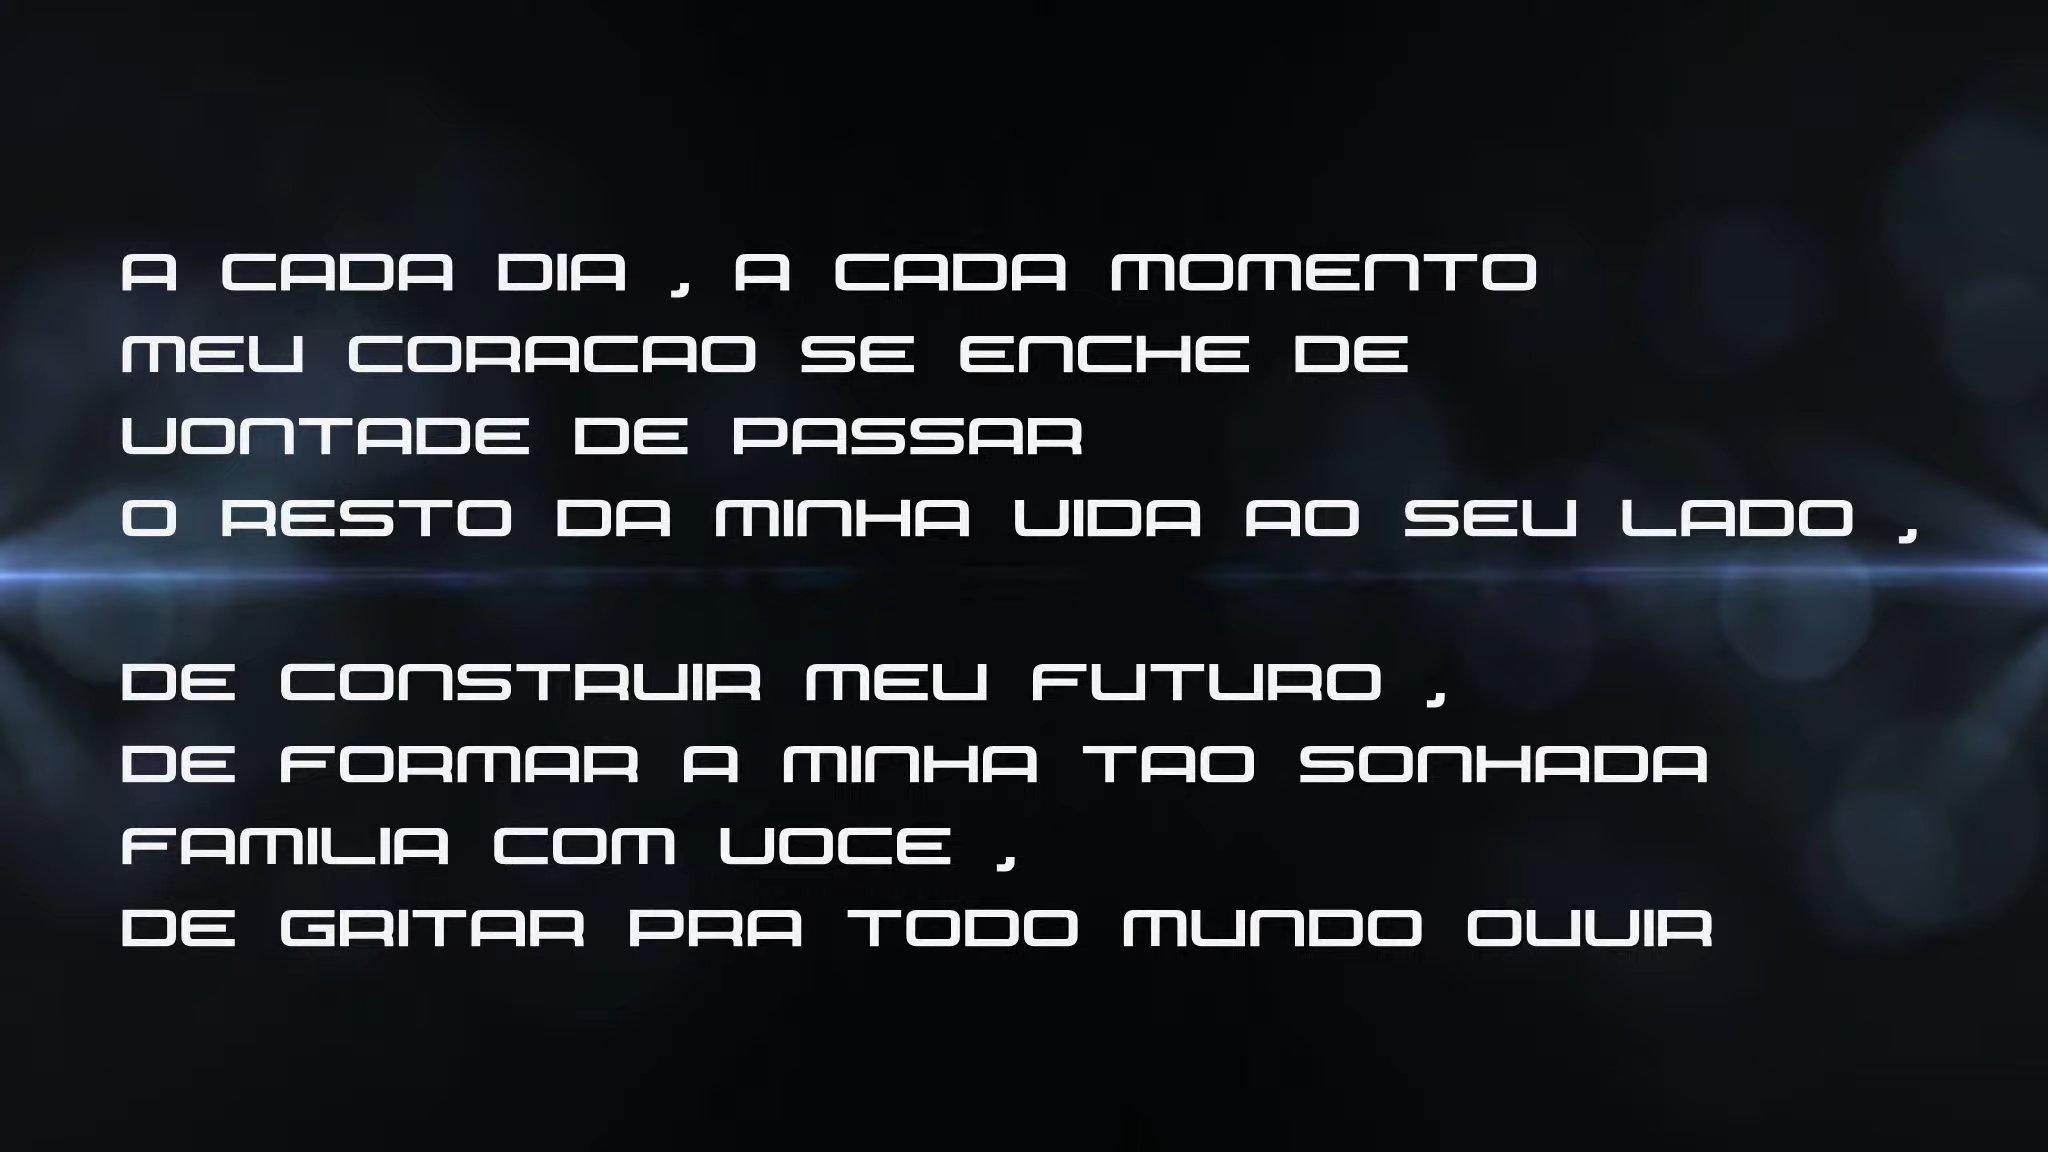 A CADA DIA , A CADA MOMENTO
MEU CORACAO SE ENCHE DE
VONTADE DE PASSAR
O RESTO DA MINHA VIDA AO SEU LADO ,
DE CONSTRUIR MEU FUTURO ,
DE FORMAR A MINHA TAO SONHADA
FAMILIA COM VOCE ,
DE GRITAR PRA TODO MUNDO OUVIR